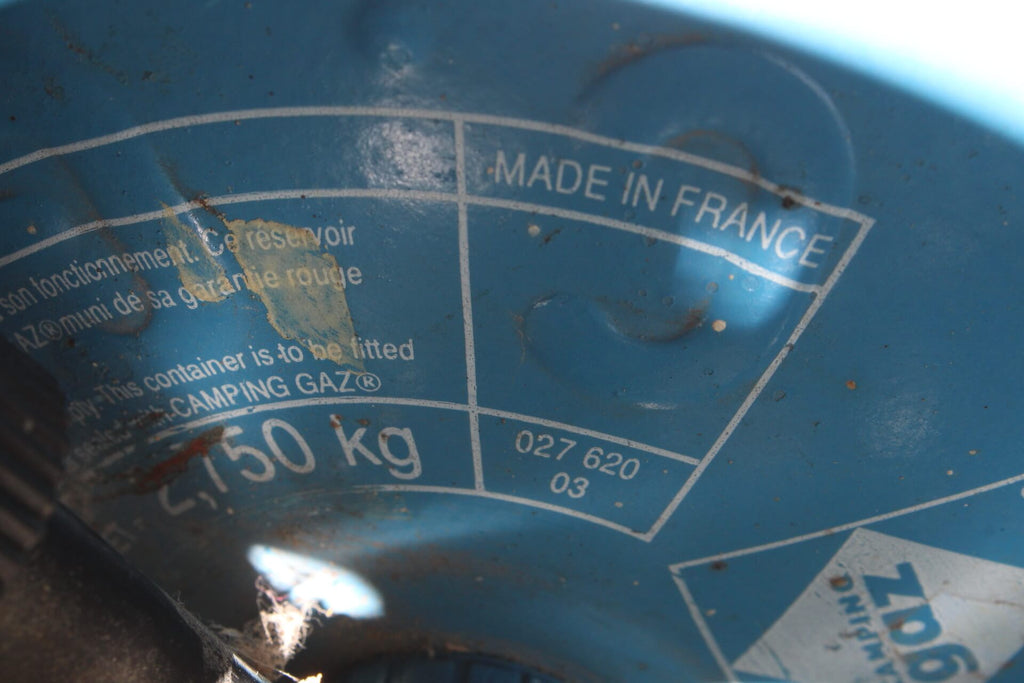 MADE IN FRANCE
son fonctionnement. Ce réservoir
AZ® muni de sa garantie rouge
This container is to be fitted
CAMPING GAZ®
2,750 kg
027 620
03